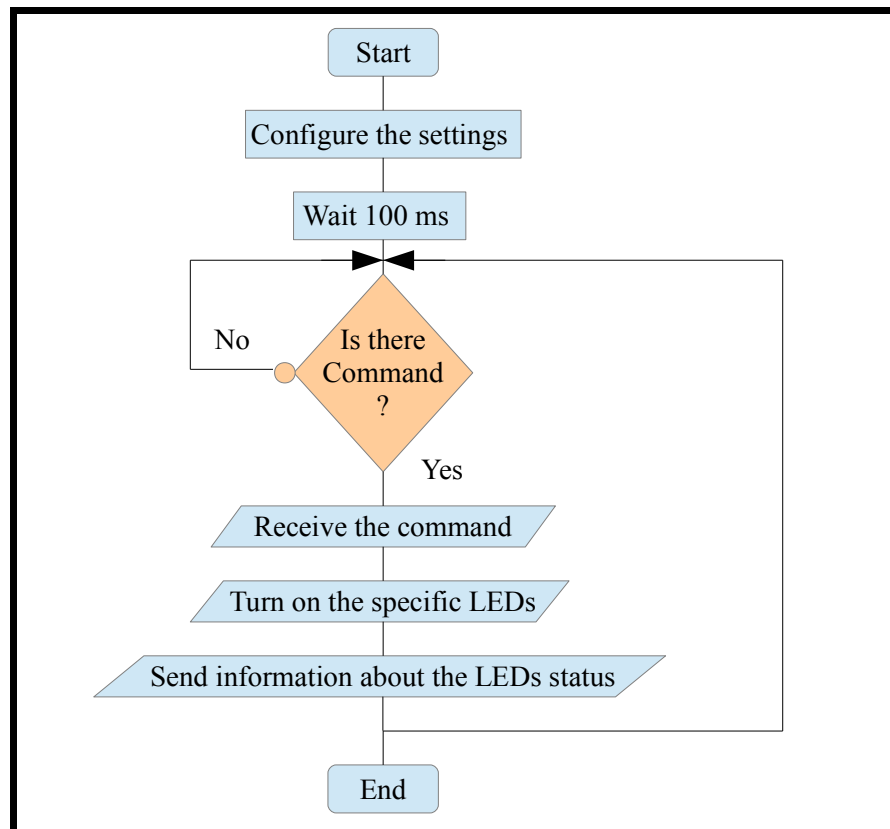 Start
Configure the settings
Wait 100 ms
No
Is there
Command
?
Yes
Receive the command
Turn on the specific LEDs
Send information about the LEDs status
End